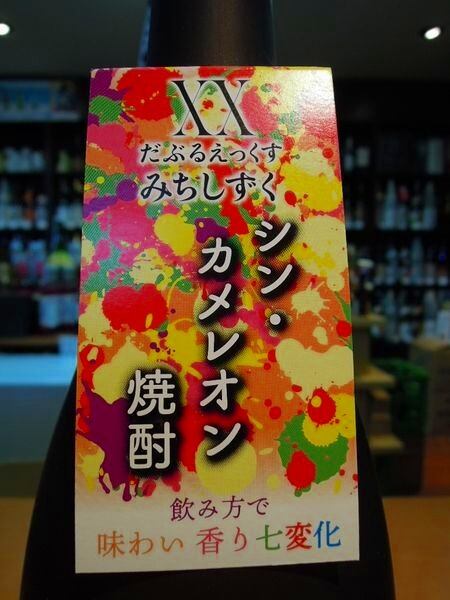 XX
だぶるえっくす
みちしずく
シン・
カメレオン
焼酎
飲み方で
味わい 香り七変化